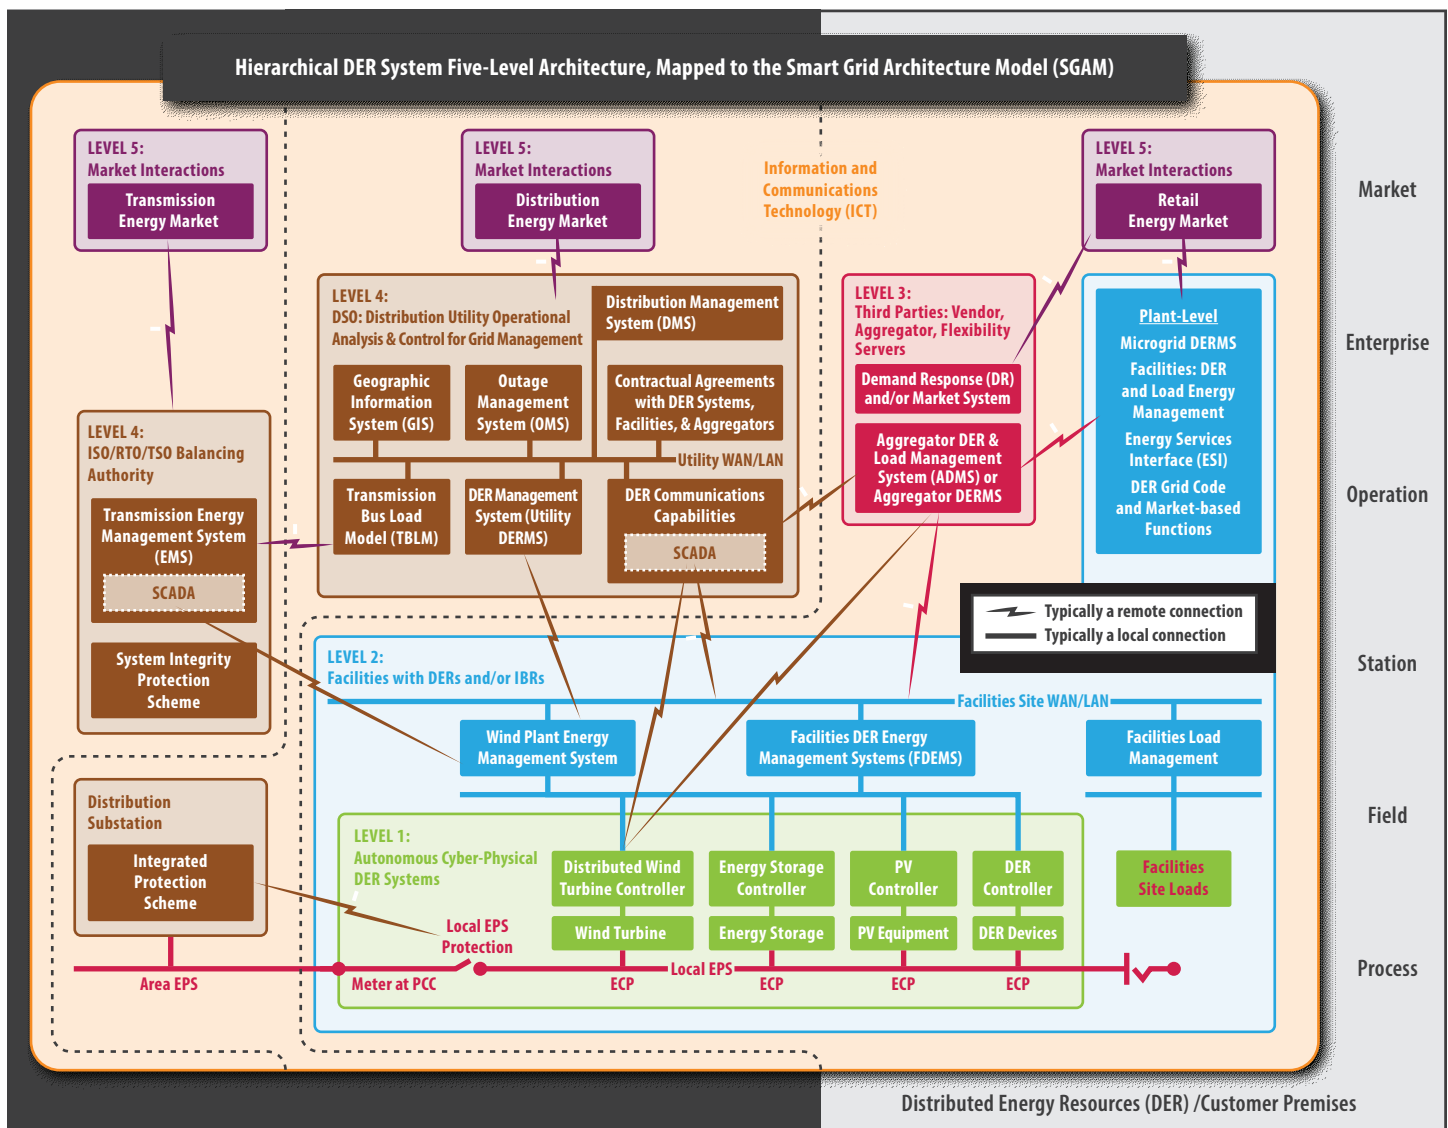 Hierarchical DER System Five-Level Architecture, Mapped to the Smart Grid Architecture Model (SGAM)
LEVEL 5:
Market Interactions
Transmission
Energy Market
LEVEL 5:
Market Interactions
Distribution
Energy Market
Information and
Communications
Technology (ICT)
LEVEL 5:
Market Interactions
Retail
Energy Market
Market
LEVEL 4:
DSO: Distribution Utility Operational
Analysis & Control for Grid Management
Distribution Management
System (DMS)
Geographic
Information
System (GIS)
Outage
Management
System (OMS)
Contractual Agreements
with DER Systems,
Facilities, & Aggregators
Utility WAN/LAN
Transmission
Bus Load
Model (TBLM)
DER Management
System (Utility
DERMS)
DER Communications
Capabilities
SCADA
LEVEL 3:
Third Parties: Vendor,
Aggregator, Flexibility
Servers
Demand Response (DR)
and/or Market System
Aggregator DER &
Load Management
System (ADMS) or
Aggregator DERMS
Plant-Level
Microgrid DERMS
Facilities: DER
and Load Energy
Management
Energy Services
Interface (ESI)
DER Grid Code
and Market-based
Functions
Enterprise
Operation
LEVEL 4:
ISO/RTO/TSO Balancing
Authority
Transmission Energy
Management System
(EMS)
SCADA
System Integrity
Protection
Scheme
Typically a remote connection
Typically a local connection
Station
LEVEL 2:
Facilities with DERs and/or IBRs
Facilities Site WAN/LAN
Wind Plant Energy
Management System
Facilities DER Energy
Management Systems (FDEMS)
Facilities Load
Management
Distribution
Substation
Integrated
Protection
Scheme
Field
LEVEL 1:
Autonomous Cyber-Physical
DER Systems
Distributed Wind
Turbine Controller
Energy Storage
Controller
PV
Controller
DER
Controller
Facilities
Site Loads
Wind Turbine
Energy Storage
PV Equipment
DER Devices
Local EPS
Protection
Local EPS
Area EPS
Meter at PCC
ECP
ECP
ECP
ECP
Process
Distributed Energy Resources (DER) /Customer Premises